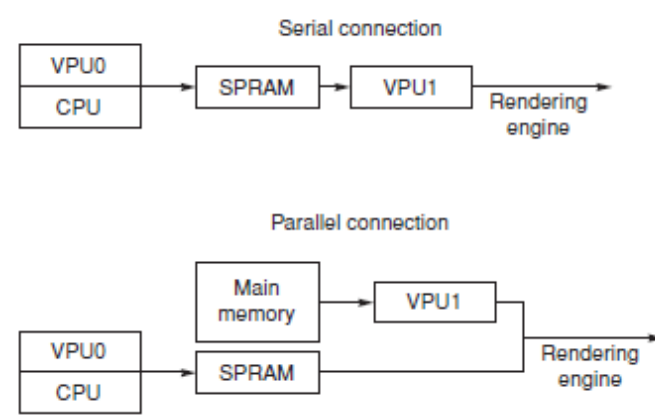 Serial connection
VPU0
CPU
SPRAM
VPU1
Rendering
engine
Parallel connection
Main
memory
VPU1
VPU0
CPU
SPRAM
Rendering
engine